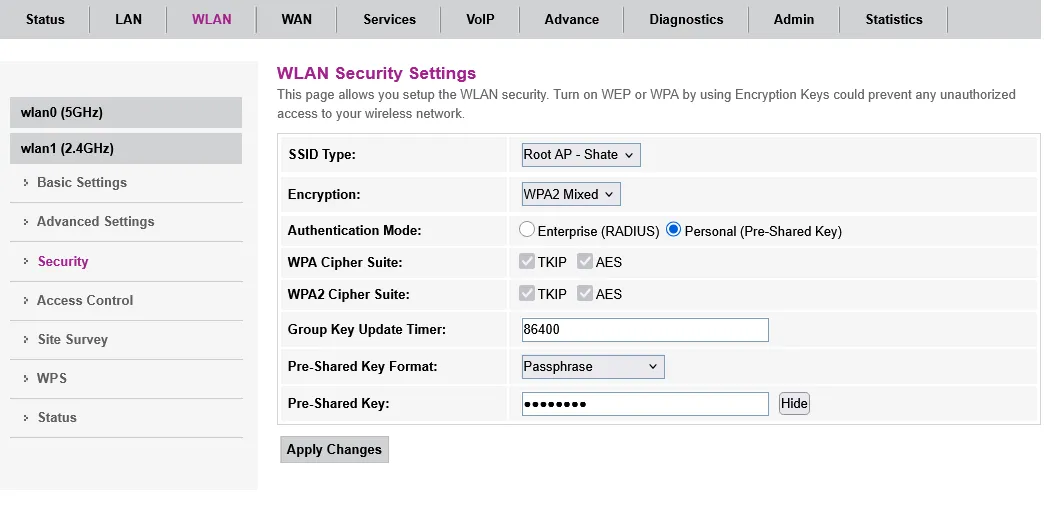 Status LAN WLAN WAN Services VoIP Advance Diagnostics Admin Statistics
wlan0 (5GHz)
wlan1 (2.4GHz)
Basic Settings
Advanced Settings
Security
Access Control
Site Survey
WPS
Status
WLAN Security Settings
This page allows you setup the WLAN security. Turn on WEP or WPA by using Encryption Keys could prevent any unauthorized
access to your wireless network.
SSID Type: Root AP - Shate
Encryption: WPA2 Mixed
Authentication Mode: Enterprise (RADIUS) Personal (Pre-Shared Key)
WPA Cipher Suite: TKIP AES
WPA2 Cipher Suite: TKIP AES
Group Key Update Timer: 86400
Pre-Shared Key Format: Passphrase
Pre-Shared Key: ●●●●●●●● Hide
Apply Changes